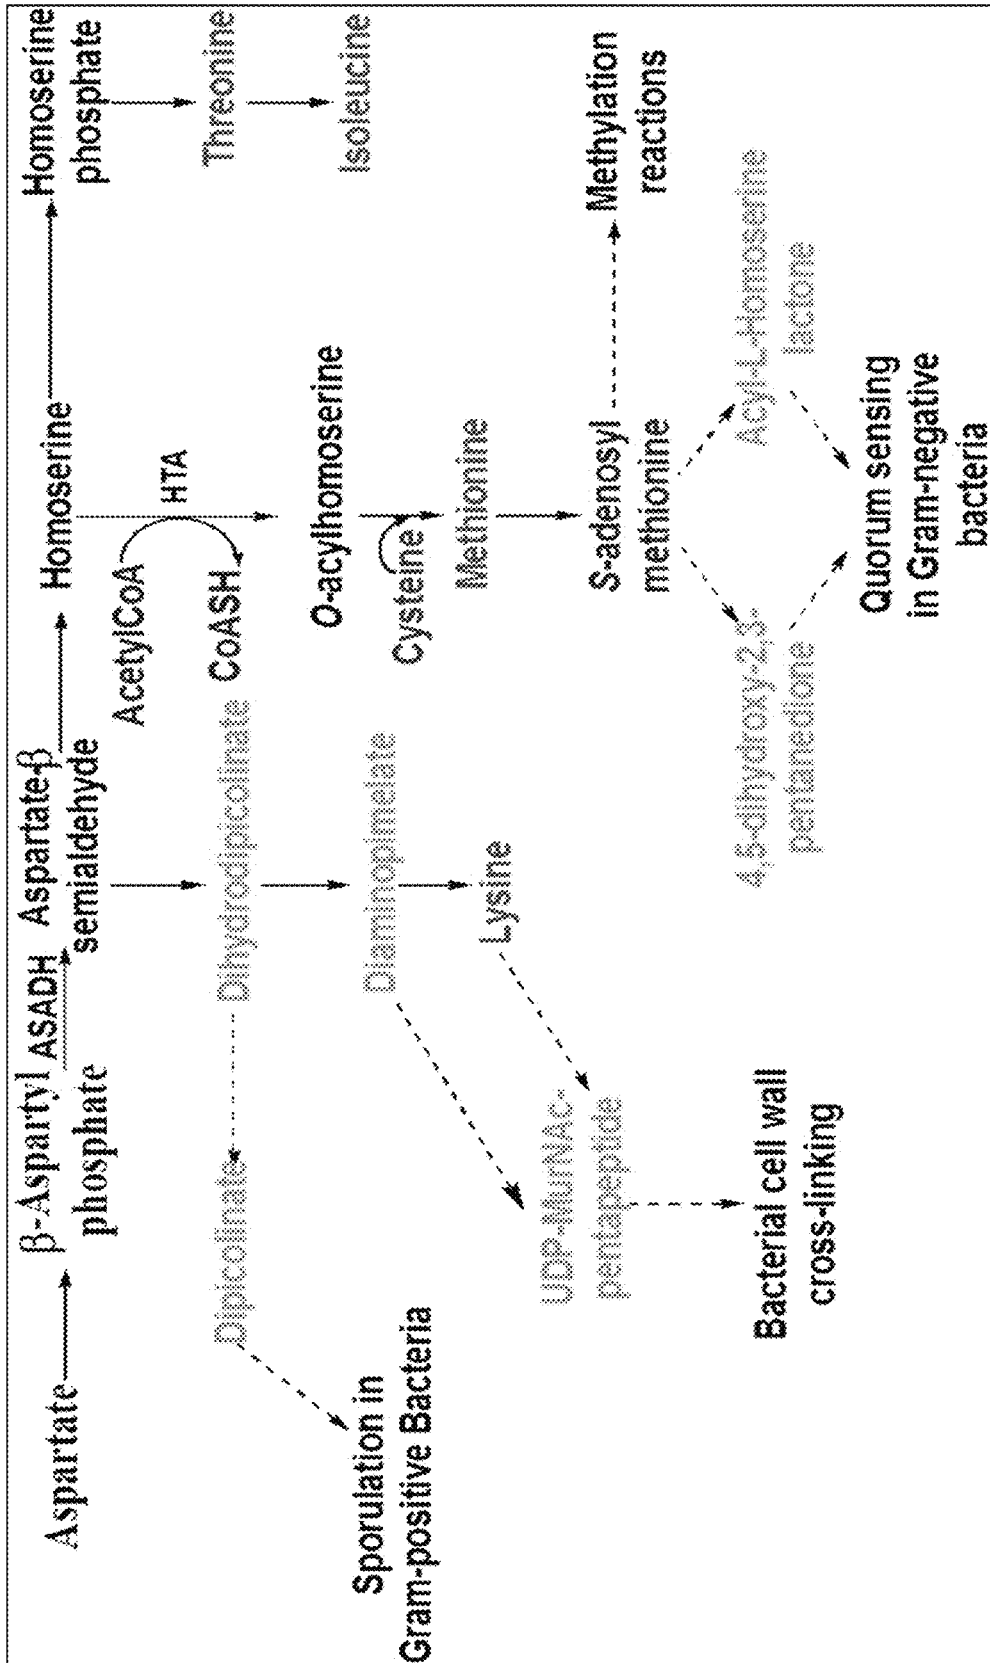 Aspartate
β-Aspartyl
phosphate
ASADH
Aspartate-β
semialdehyde
Homoserine
Homoserine
phosphate
AcetylCoA
HTA
CoASH
Threonine
Isoleucine
Dipicolinate
Dihydrodipicolinate
O-acylhomoserine
Sporulation in
Gram-positive Bacteria
Diaminopimelate
Cysteine
Methionine
Lysine
UDP-MurNAc-
pentapeptide
S-adenosyl
methionine
Methylation
reactions
Bacterial cell wall
cross-linking
4,5-dihydroxy-2,3-
pentanedione
Acyl-L-Homoserine
lactone
Quorum sensing
in Gram-negative
bacteria